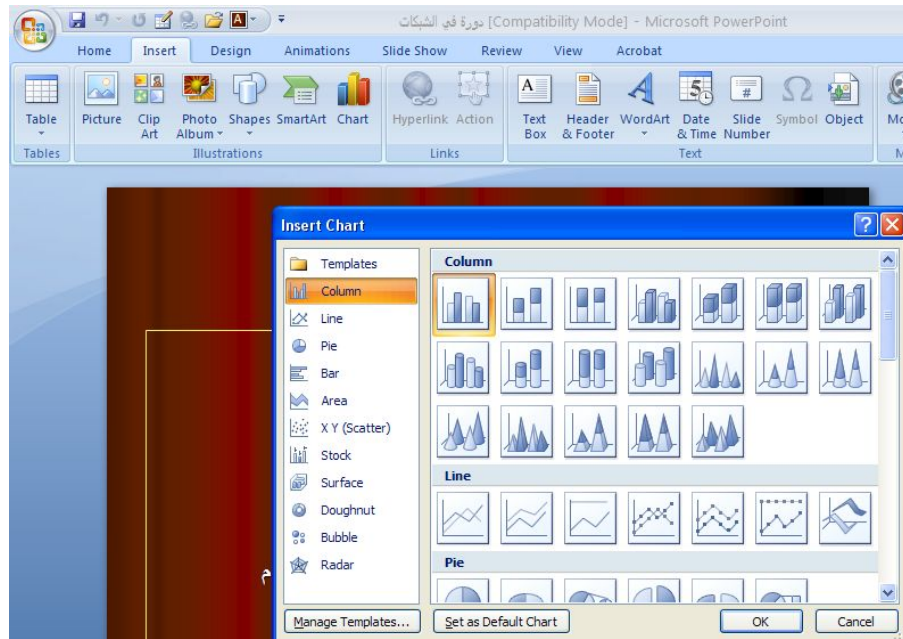 دورة في الشبكات [Compatibility Mode] - Microsoft PowerPoint
Home Insert Design Animations Slide Show Review View Acrobat
Table Picture Clip Art Photo Album Shapes SmartArt Chart Hyperlink Action Text Box Header & Footer WordArt Date & Time Slide Number Symbol Object
Tables Illustrations Links Text
Insert Chart
Templates
Column
Line
Pie
Bar
Area
X Y (Scatter)
Stock
Surface
Doughnut
Bubble
Radar
Column
Line
Pie
م
Manage Templates... Set as Default Chart OK Cancel